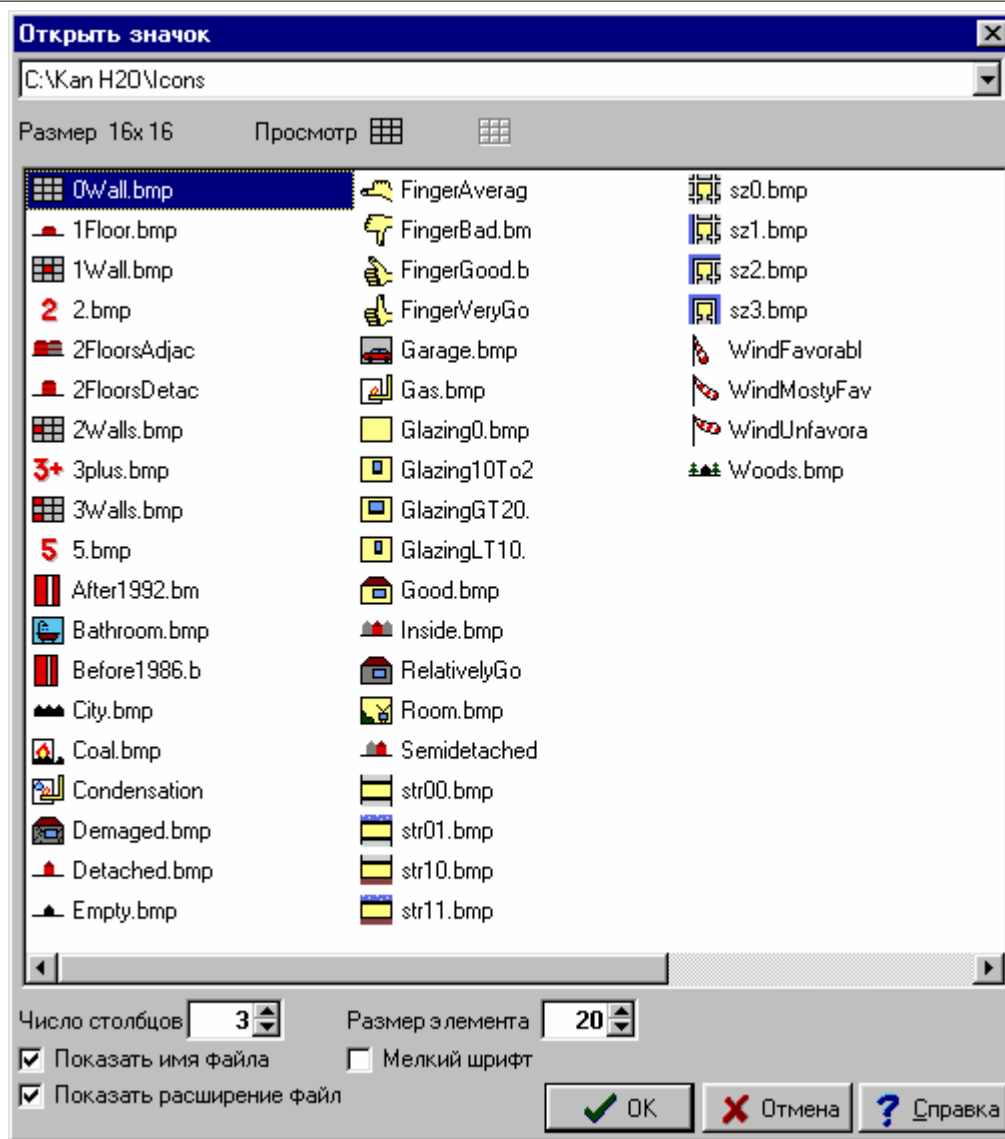 Открыть значок
C:\Kan H2O\Icons
Размер 16x16 Просмотр
0Wall.bmp
1Floor.bmp
1Wall.bmp
2 2.bmp
2FloorsAdjac
2FloorsDetac
2Walls.bmp
3+ 3plus.bmp
3Walls.bmp
5 5.bmp
After1992.bm
Bathroom.bmp
Before1986.b
City.bmp
Coal.bmp
Condensation
Demaged.bmp
Detached.bmp
Empty.bmp
FingerAverag
FingerBad.bm
FingerGood.b
FingerVeryGo
Garage.bmp
Gas.bmp
Glazing0.bmp
Glazing10To2
GlazingGT20.
GlazingLT10.
Good.bmp
Inside.bmp
RelativelyGo
Room.bmp
Semidetached
str00.bmp
str01.bmp
str10.bmp
str11.bmp
sz0.bmp
sz1.bmp
sz2.bmp
sz3.bmp
WindFavorabl
WindMostyFav
WindUnfavora
Woods.bmp
Число столбцов 3 Размер элемента 20
Показать имя файла Мелкий шрифт
Показать расширение файл
OK Отмена ? Справка